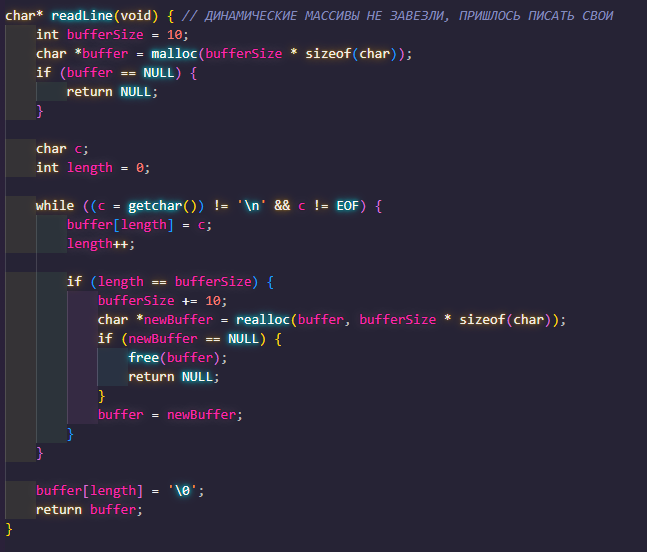 char* readLine(void) { // ДИНАМИЧЕСКИЕ МАССИВЫ НЕ ЗАВЕЗЛИ, ПРИШЛОСЬ ПИСАТЬ СВОИ
    int bufferSize = 10;
    char *buffer = malloc(bufferSize * sizeof(char));
    if (buffer == NULL) {
        return NULL;
    }

    char c;
    int length = 0;

    while ((c = getchar()) != '\n' && c != EOF) {
        buffer[length] = c;
        length++;

        if (length == bufferSize) {
            bufferSize += 10;
            char *newBuffer = realloc(buffer, bufferSize * sizeof(char));
            if (newBuffer == NULL) {
                free(buffer);
                return NULL;
            }
            buffer = newBuffer;
        }
    }

    buffer[length] = '\0';
    return buffer;
}